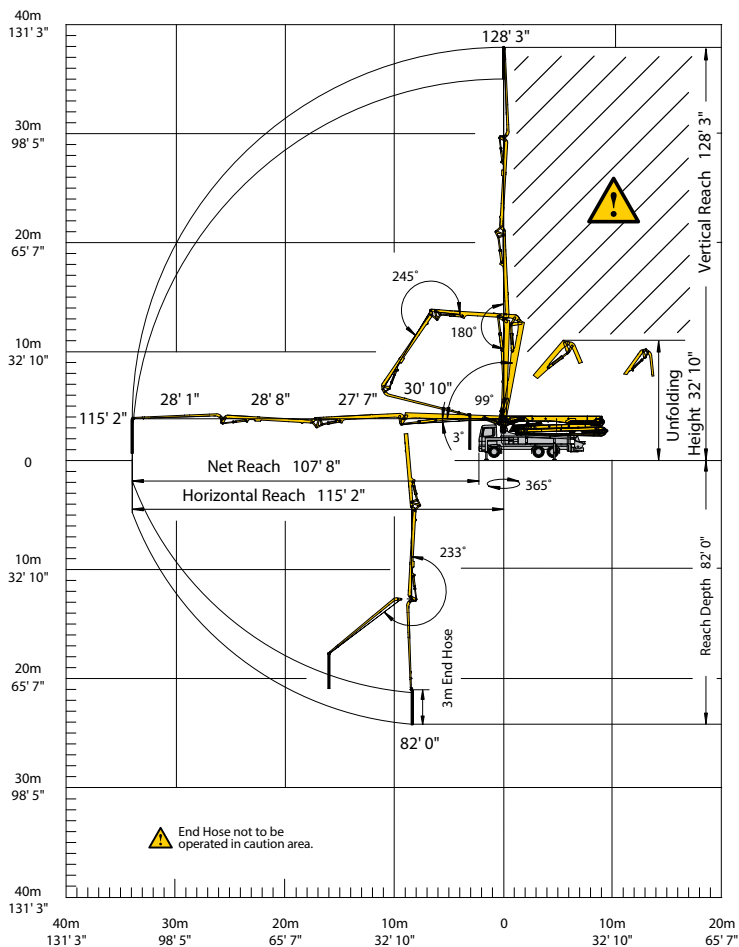 40m
131' 3"
128' 3"
30m
98' 5"
Vertical Reach 128' 3"
20m
65' 7"
245˚
180˚
10m
32' 10"
30' 10"
99˚
Unfolding
Height 32' 10"
28' 1"
28' 8"
27' 7"
115' 2"
3˚
0
Net Reach 107' 8"
Horizontal Reach 115' 2"
365˚
10m
32' 10"
233˚
Reach Depth 82' 0"
3m End Hose
20m
65' 7"
82' 0"
30m
98' 5"
End Hose not to be
operated in caution area.
40m
131' 3"
40m 30m 20m 10m 0 10m 20m
131' 3" 98' 5" 65' 7" 32' 10" 32' 10" 65' 7"